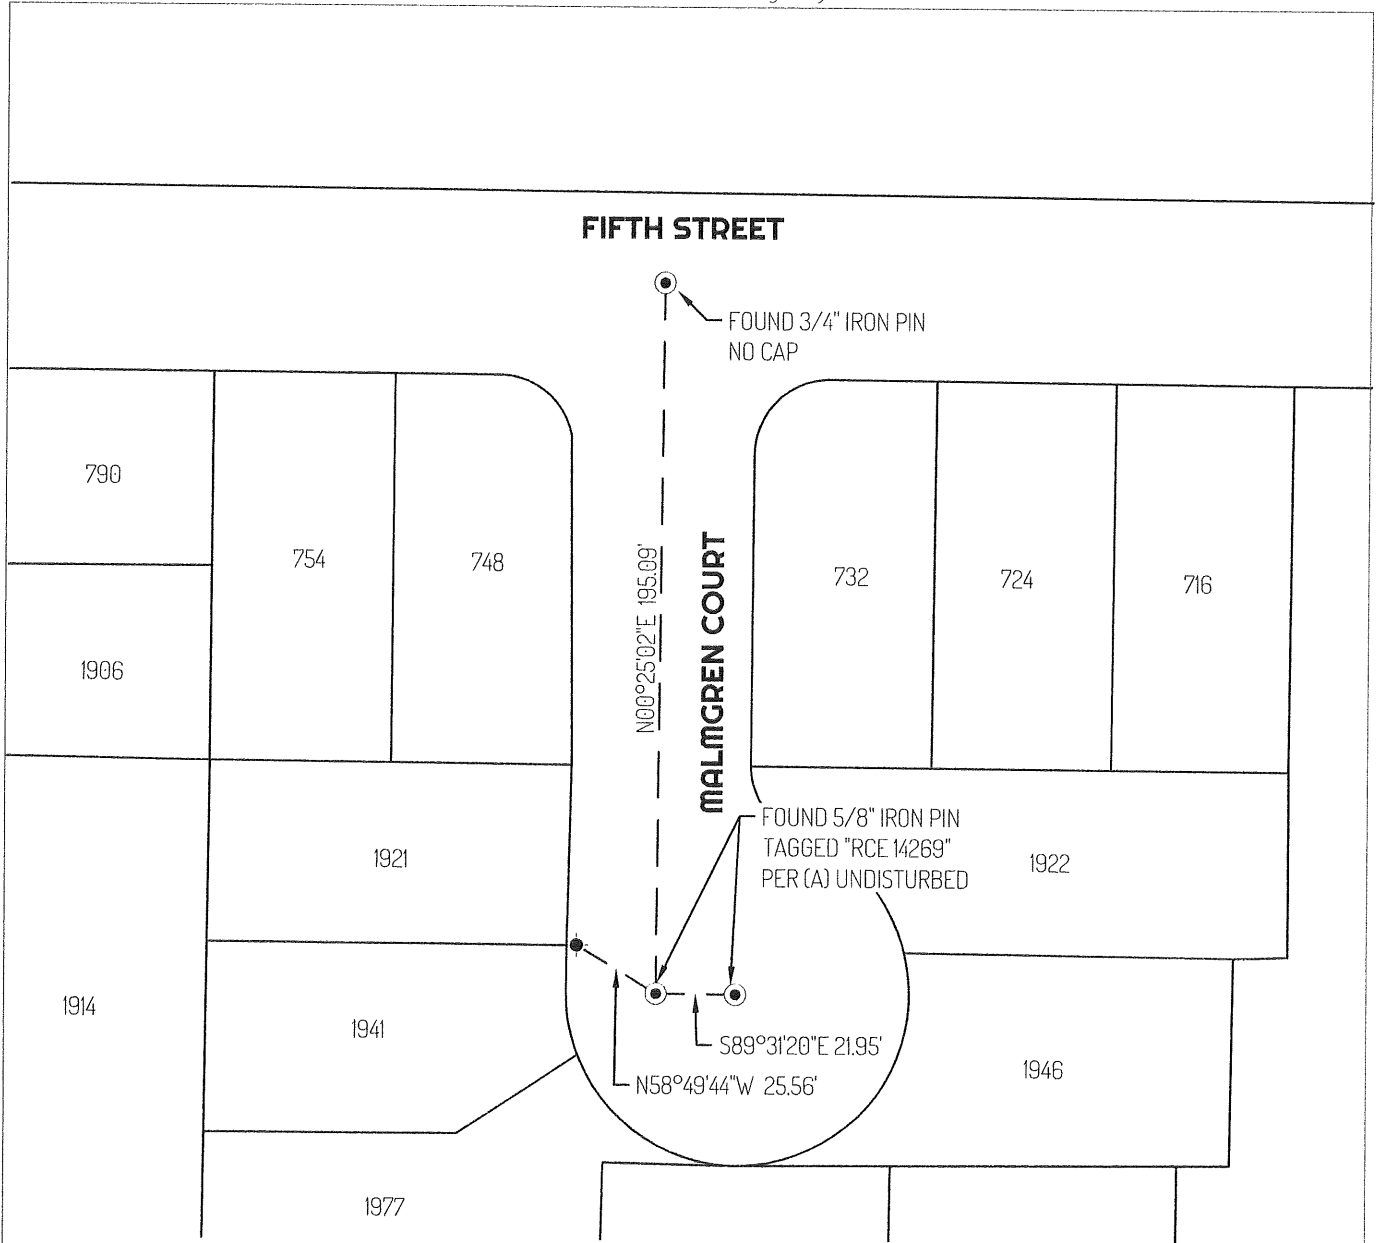 FIFTH STREET
FOUND 3/4" IRON PIN
NO CAP
790
754
748
732
724
716
1906
N00°25'02"E 195.09'
MALMGREN COURT
FOUND 5/8" IRON PIN
TAGGED "RCE 14269"
PER (A) UNDISTURBED
1921
1922
1914
1941
S89°31'20"E 21.95'
N58°49'44"W 25.56'
1946
1977